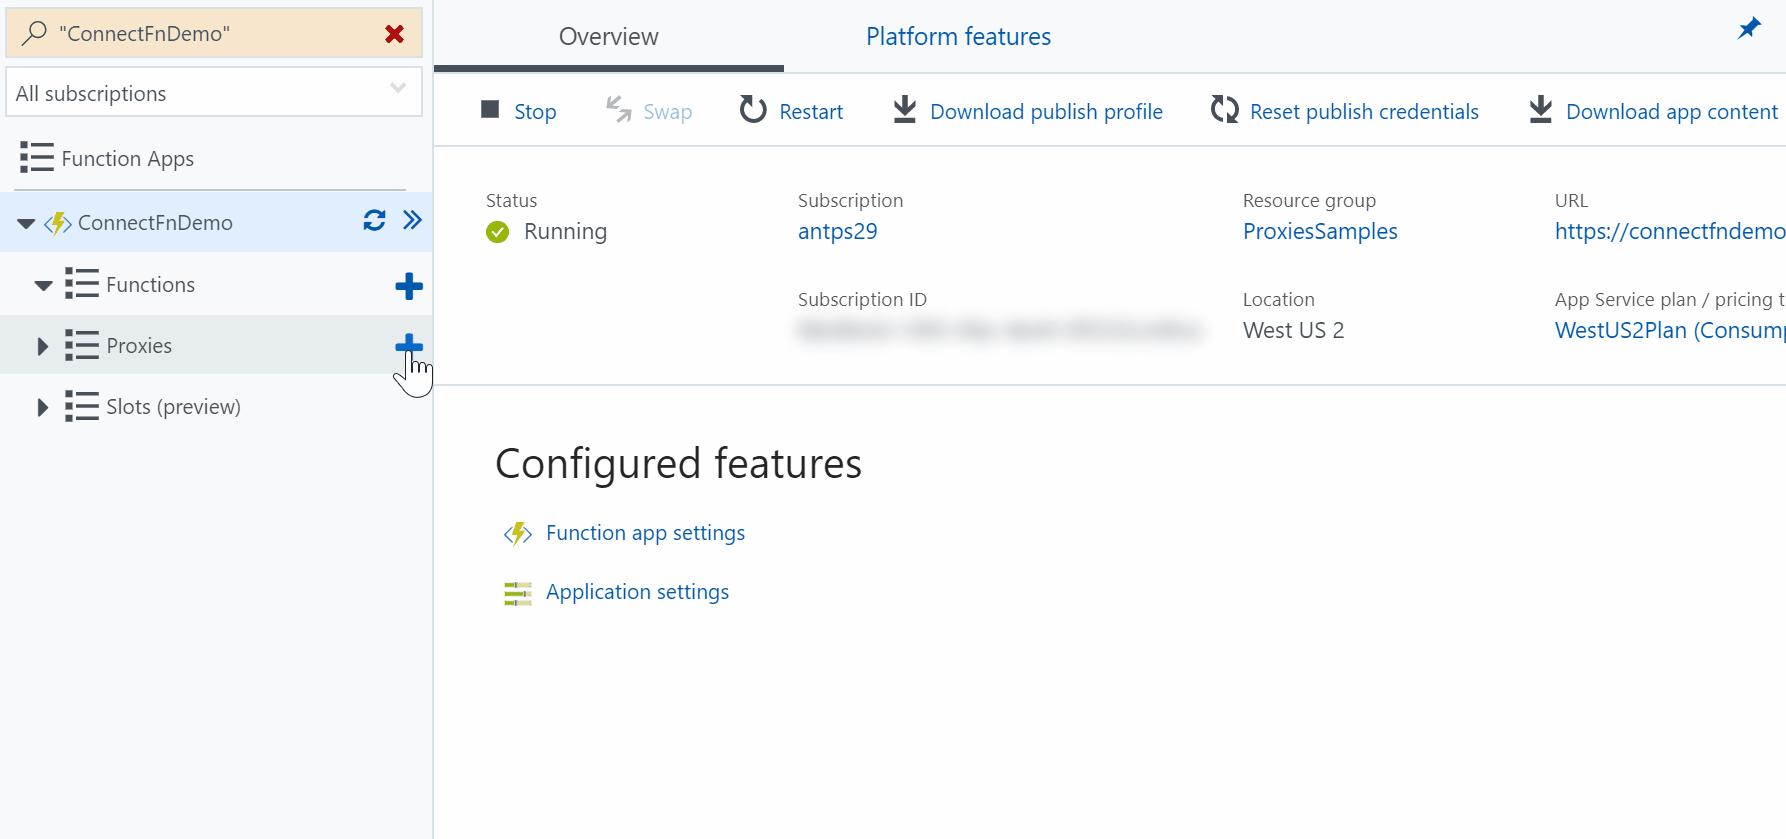 "ConnectFnDemo"
All subscriptions
Function Apps
ConnectFnDemo
Functions
Proxies
Slots (preview)
Overview
Platform features
Stop
Swap
Restart
Download publish profile
Reset publish credentials
Download app content
Status
Running
Subscription
antps29
Resource group
ProxiesSamples
URL
https://connectfndemo
Subscription ID
Location
West US 2
App Service plan / pricing t
WestUS2Plan (Consump
Configured features
Function app settings
Application settings